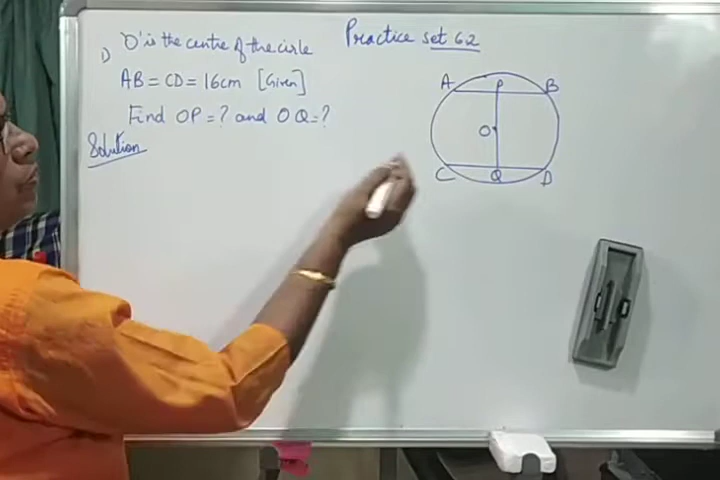 Practice set 6.2
1) 'O' is the centre of the cirle
AB = CD = 16cm [Given]
Find OP = ? and OQ = ?
Solution
A P B
O
C Q D